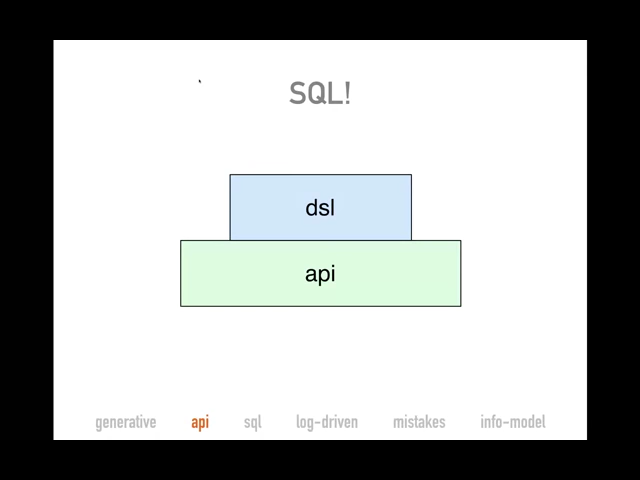 SQL!
dsl
api
generative api sql log-driven mistakes info-model